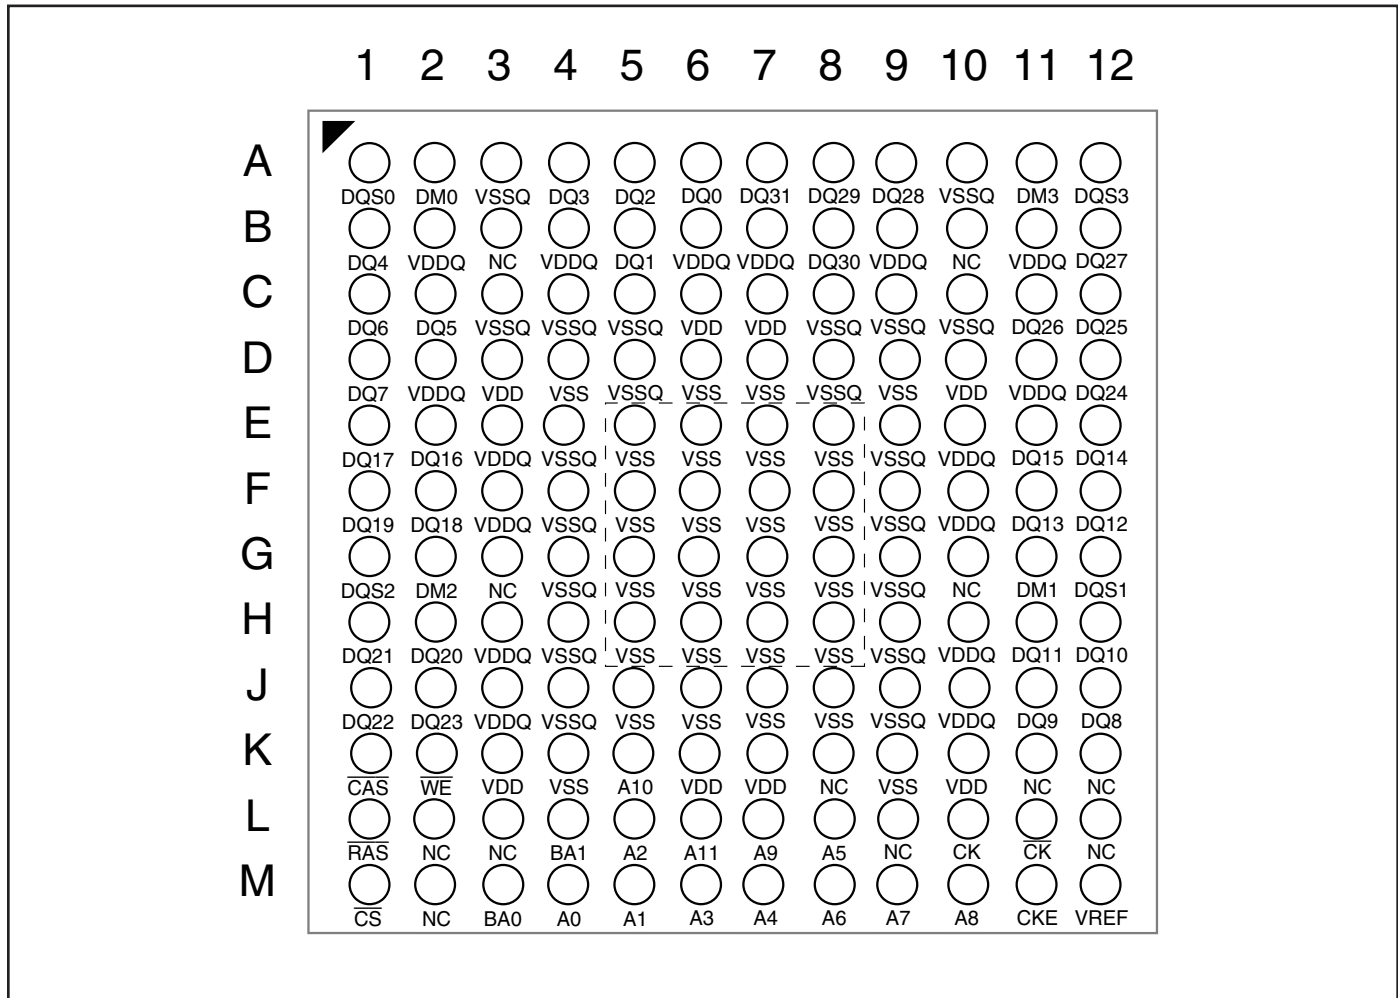 1 2 3 4 5 6 7 8 9 10 11 12
A
DQS0 DM0 VSSQ DQ3 DQ2 DQ0 DQ31 DQ29 DQ28 VSSQ DM3 DQS3
B
DQ4 VDDQ NC VDDQ DQ1 VDDQ VDDQ DQ30 VDDQ NC VDDQ DQ27
C
DQ6 DQ5 VSSQ VSSQ VSSQ VDD VDD VSSQ VSSQ VSSQ DQ26 DQ25
D
DQ7 VDDQ VDD VSS VSSQ VSS VSS VSSQ VSS VDD VDDQ DQ24
E
DQ17 DQ16 VDDQ VSSQ VSS VSS VSS VSS VSSQ VDDQ DQ15 DQ14
F
DQ19 DQ18 VDDQ VSSQ VSS VSS VSS VSS VSSQ VDDQ DQ13 DQ12
G
DQS2 DM2 NC VSSQ VSS VSS VSS VSS VSSQ NC DM1 DQS1
H
DQ21 DQ20 VDDQ VSSQ VSS VSS VSS VSS VSSQ VDDQ DQ11 DQ10
J
DQ22 DQ23 VDDQ VSSQ VSS VSS VSS VSS VSSQ VDDQ DQ9 DQ8
K
C̅A̅S̅ W̅E̅ VDD VSS A10 VDD VDD NC VSS VDD NC NC
L
R̅A̅S̅ NC NC BA1 A2 A11 A9 A5 NC CK C̅K̅ NC
M
C̅S̅ NC BA0 A0 A1 A3 A4 A6 A7 A8 CKE VREF